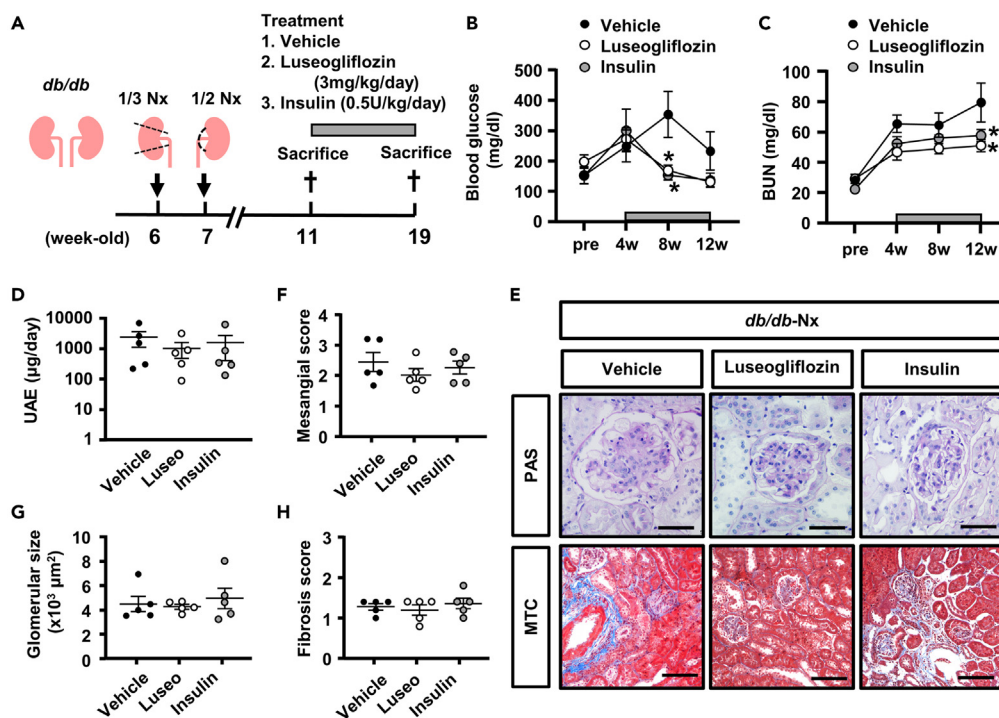 A
db/db
1/3 Nx
1/2 Nx
Treatment
1. Vehicle
2. Luseogliflozin
(3mg/kg/day)
3. Insulin (0.5U/kg/day)
Sacrifice
Sacrifice
(week-old)
6
7
11
19
B
Vehicle
Luseogliflozin
Insulin
Blood glucose
(mg/dl)
500
400
300
200
100
0
*
*
pre
4w
8w
12w
C
Vehicle
Luseogliflozin
Insulin
BUN (mg/dl)
100
80
60
40
20
0
*
*
pre
4w
8w
12w
D
UAE (µg/day)
10000
1000
100
10
1
Vehicle
Luseo
Insulin
F
Mesangial score
4
3
2
1
0
Vehicle
Luseo
Insulin
E
db/db-Nx
Vehicle
Luseogliflozin
Insulin
PAS
MTC
G
Glomerular size
(x10³ µm²)
10
8
6
4
2
0
Vehicle
Luseo
Insulin
H
Fibrosis score
3
2
1
0
Vehicle
Luseo
Insulin